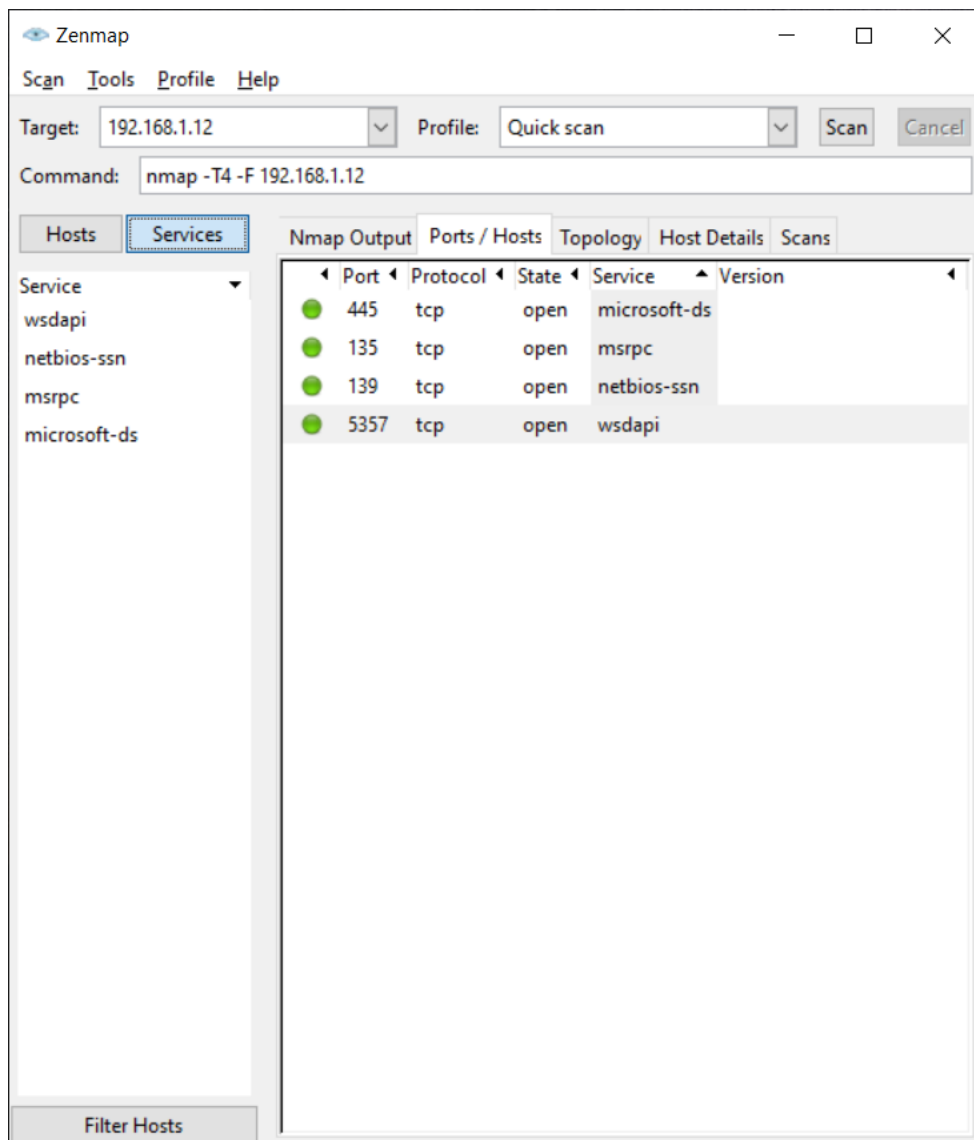 Zenmap
Scan Tools Profile Help
Target: 192.168.1.12 Profile: Quick scan Scan Cancel
Command: nmap -T4 -F 192.168.1.12
Hosts Services
Nmap Output Ports / Hosts Topology Host Details Scans
Service
wsdapi
netbios-ssn
msrpc
microsoft-ds
Port Protocol State Service Version
445 tcp open microsoft-ds
135 tcp open msrpc
139 tcp open netbios-ssn
5357 tcp open wsdapi
Filter Hosts